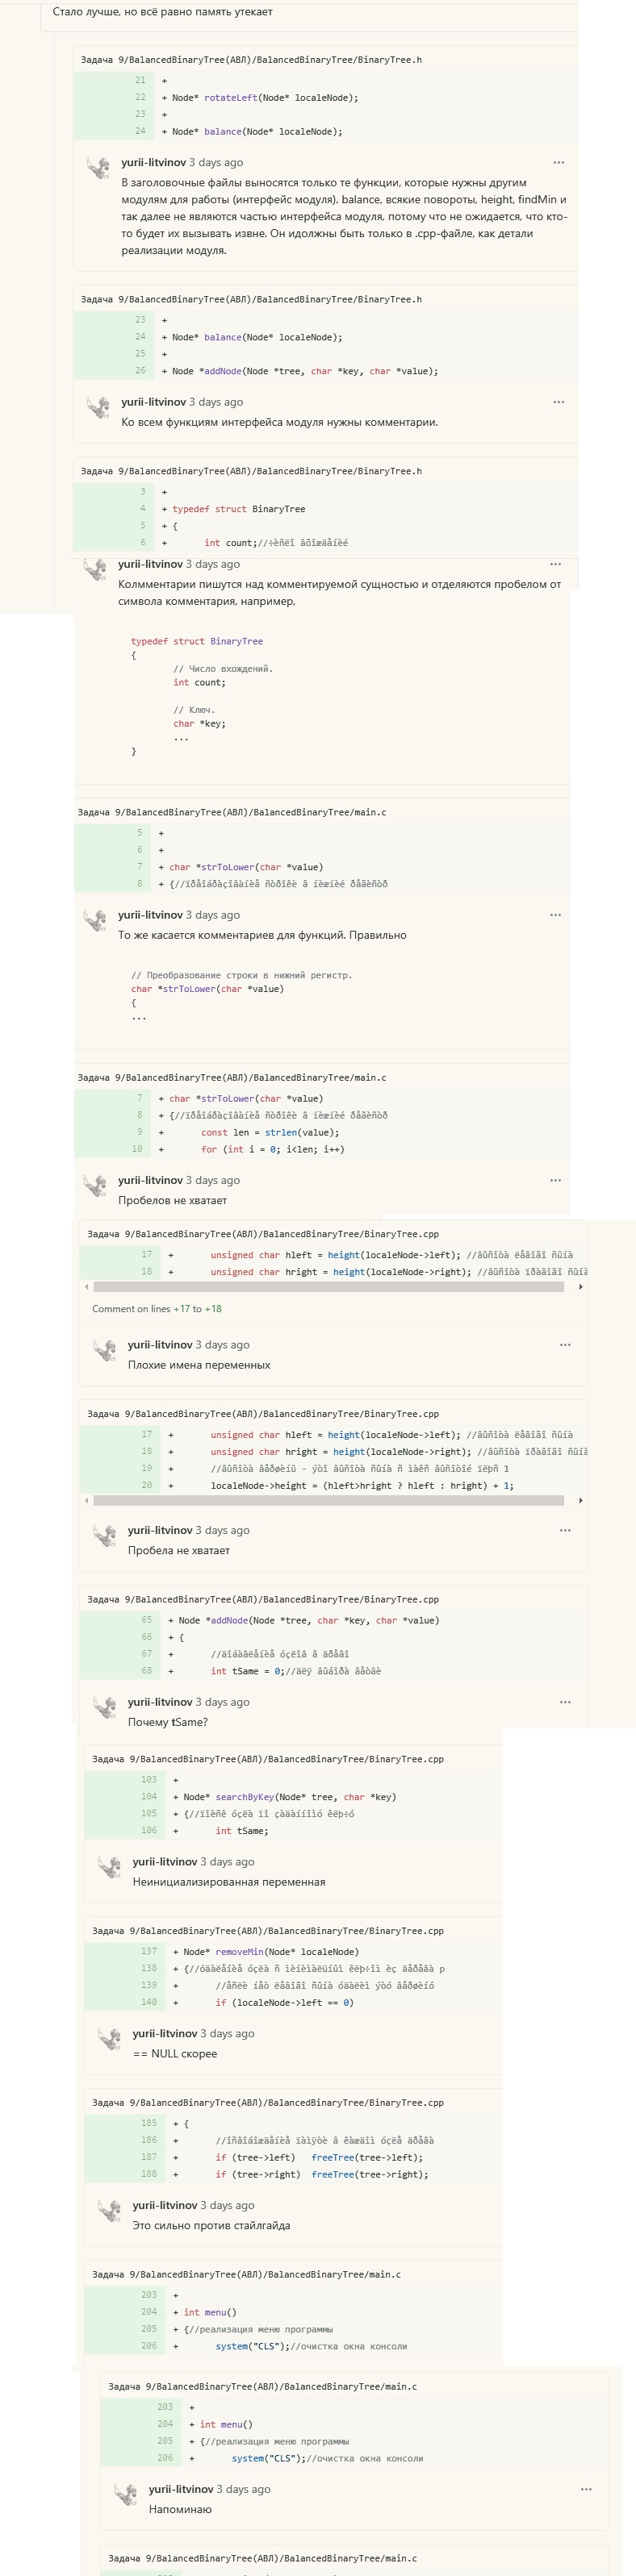 Стало лучше, но всё равно память утекает
Задача 9/BalancedBinaryTree(АВЛ)/BalancedBinaryTree/BinaryTree.h
21 +
22 + Node* rotateLeft(Node* localeNode);
23 +
24 + Node* balance(Node* localeNode);
yurii-litvinov 3 days ago
В заголовочные файлы выносятся только те функции, которые нужны другим
модулям для работы (интерфейс модуля). balance, всякие повороты, height, findMin и
так далее не являются частью интерфейса модуля, потому что не ожидается, что кто-
то будет их вызывать извне. Он идолжны быть только в .cpp-файле, как детали
реализации модуля.
Задача 9/BalancedBinaryTree(АВЛ)/BalancedBinaryTree/BinaryTree.h
23 +
24 + Node* balance(Node* localeNode);
25 +
26 + Node *addNode(Node *tree, char *key, char *value);
yurii-litvinov 3 days ago
Ко всем функциям интерфейса модуля нужны комментарии.
Задача 9/BalancedBinaryTree(АВЛ)/BalancedBinaryTree/BinaryTree.h
3 +
4 + typedef struct BinaryTree
5 + {
6 + int count;//÷èñëî âõîæäåíèé
yurii-litvinov 3 days ago
Колмментарии пишутся над комментируемой сущностью и отделяются пробелом от
символа комментария, например,
typedef struct BinaryTree
{
// Число вхождений.
int count;
// Ключ.
char *key;
...
}
Задача 9/BalancedBinaryTree(АВЛ)/BalancedBinaryTree/main.c
5 +
6 +
7 + char *strToLower(char *value)
8 + {//ïðåîáðàçîâàíèå ñòðîêè â íèæíèé ðåãèñòð
yurii-litvinov 3 days ago
То же касается комментариев для функций. Правильно
// Преобразование строки в нижний регистр.
char *strToLower(char *value)
{
...
Задача 9/BalancedBinaryTree(АВЛ)/BalancedBinaryTree/main.c
7 + char *strToLower(char *value)
8 + {//ïðåîáðàçîâàíèå ñòðîêè â íèæíèé ðåãèñòð
9 + const len = strlen(value);
10 + for (int i = 0; i<len; i++)
yurii-litvinov 3 days ago
Пробелов не хватает
Задача 9/BalancedBinaryTree(АВЛ)/BalancedBinaryTree/BinaryTree.cpp
17 + unsigned char hleft = height(localeNode->left); //âûñîòà ëåâîãî ñûíà
18 + unsigned char hright = height(localeNode->right); //âûñîòà ïðàâîãî ñûíà
Comment on lines +17 to +18
yurii-litvinov 3 days ago
Плохие имена переменных
Задача 9/BalancedBinaryTree(АВЛ)/BalancedBinaryTree/BinaryTree.cpp
17 + unsigned char hleft = height(localeNode->left); //âûñîòà ëåâîãî ñûíà
18 + unsigned char hright = height(localeNode->right); //âûñîòà ïðàâîãî ñûíà
19 + //âûñîòà âåðøèíû - ýòî âûñîòà ñûíà ñ ìàêñ âûñîòîé ïëþñ 1
20 + localeNode->height = (hleft>hright ? hleft : hright) + 1;
yurii-litvinov 3 days ago
Пробела не хватает
Задача 9/BalancedBinaryTree(АВЛ)/BalancedBinaryTree/BinaryTree.cpp
65 + Node *addNode(Node *tree, char *key, char *value)
66 + {
67 + //äîáàâëåíèå óçëîâ â äðåâî
68 + int tSame = 0;//äëÿ âûáîðà âåòâè
yurii-litvinov 3 days ago
Почему tSame?
Задача 9/BalancedBinaryTree(АВЛ)/BalancedBinaryTree/BinaryTree.cpp
103 +
104 + Node* searchByKey(Node* tree, char *key)
105 + {//ïîèñê óçëà ïî çàäàííîìó êëþ÷ó
106 + int tSame;
yurii-litvinov 3 days ago
Неинициализированная переменная
Задача 9/BalancedBinaryTree(АВЛ)/BalancedBinaryTree/BinaryTree.cpp
137 + Node* removeMin(Node* localeNode)
138 + {//óäàëåíèå óçëà ñ ìèíèìàëüíûì êëþ÷îì èç äåðåâà p
139 + //åñëè íåò ëåâîãî ñûíà óäàëèì ýòó âåðøèíó
140 + if (localeNode->left == 0)
yurii-litvinov 3 days ago
== NULL скорее
Задача 9/BalancedBinaryTree(АВЛ)/BalancedBinaryTree/BinaryTree.cpp
185 + {
186 + //îñâîáîæäåíèå ïàìÿòè â êàæäîì óçëå äðåâà
187 + if (tree->left) freeTree(tree->left);
188 + if (tree->right) freeTree(tree->right);
yurii-litvinov 3 days ago
Это сильно против стайлгайда
Задача 9/BalancedBinaryTree(АВЛ)/BalancedBinaryTree/main.c
203 +
204 + int menu()
205 + {//реализация меню программы
206 + system("CLS");//очистка окна консоли
Задача 9/BalancedBinaryTree(АВЛ)/BalancedBinaryTree/main.c
203 +
204 + int menu()
205 + {//реализация меню программы
206 + system("CLS");//очистка окна консоли
yurii-litvinov 3 days ago
Напоминаю
Задача 9/BalancedBinaryTree(АВЛ)/BalancedBinaryTree/main.c